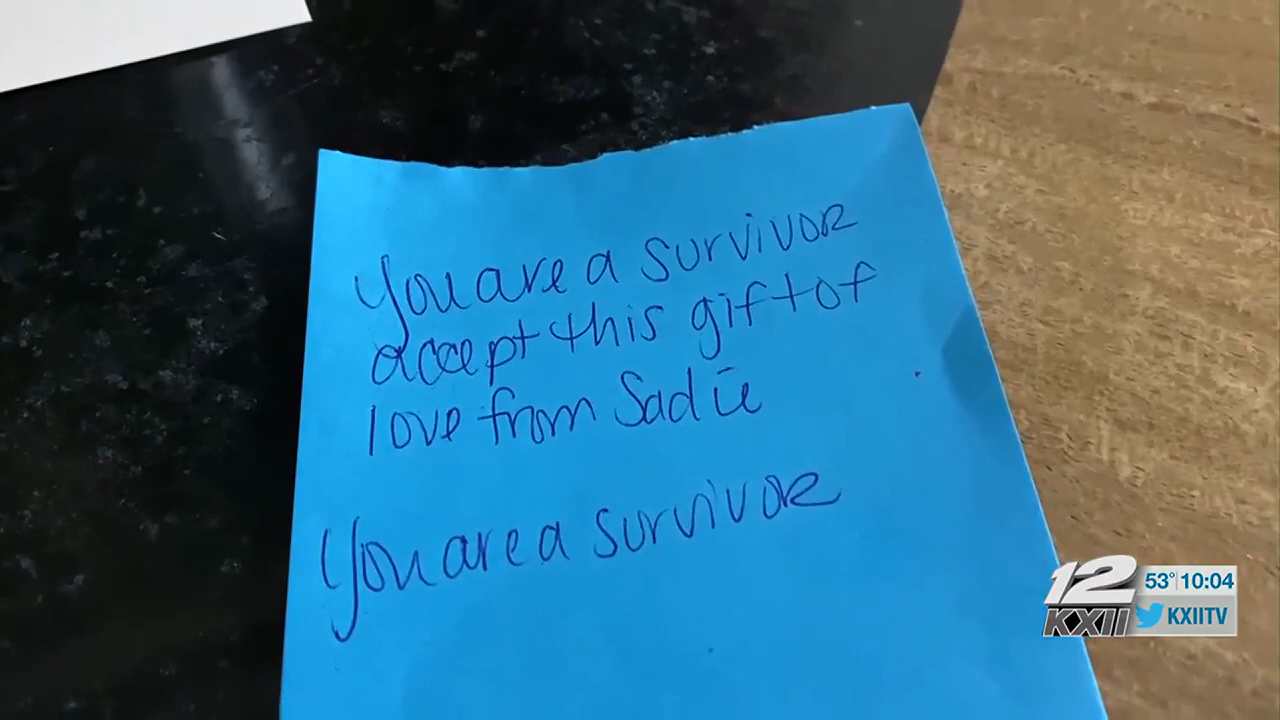 You are a survivor
accept this gift of
love from Sadie
You are a survivor
12 53° 10:04
KXII KXIITV